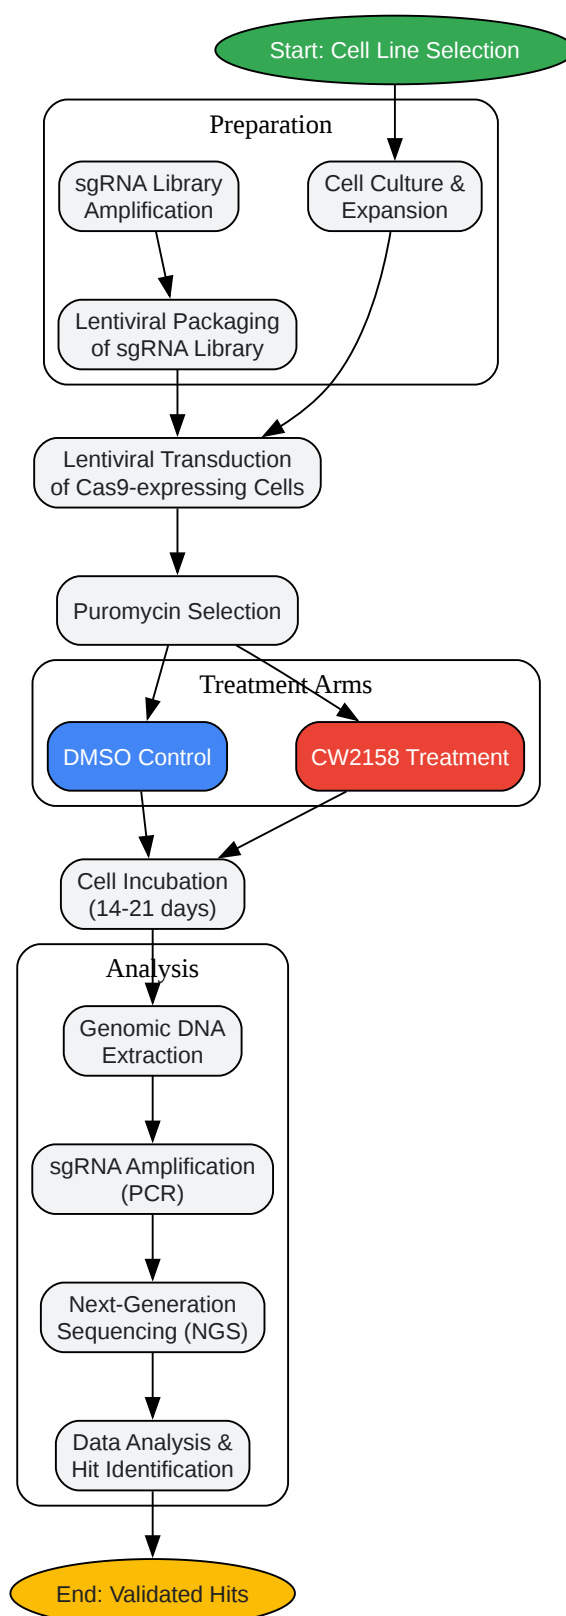 Start: Cell Line Selection
Preparation
sgRNA Library
Amplification
Cell Culture &
Expansion
Lentiviral Packaging
of sgRNA Library
Lentiviral Transduction
of Cas9-expressing Cells
Puromycin Selection
Treatment Arms
DMSO Control
CW2158 Treatment
Cell Incubation
(14-21 days)
Analysis
Genomic DNA
Extraction
sgRNA Amplification
(PCR)
Next-Generation
Sequencing (NGS)
Data Analysis &
Hit Identification
End: Validated Hits